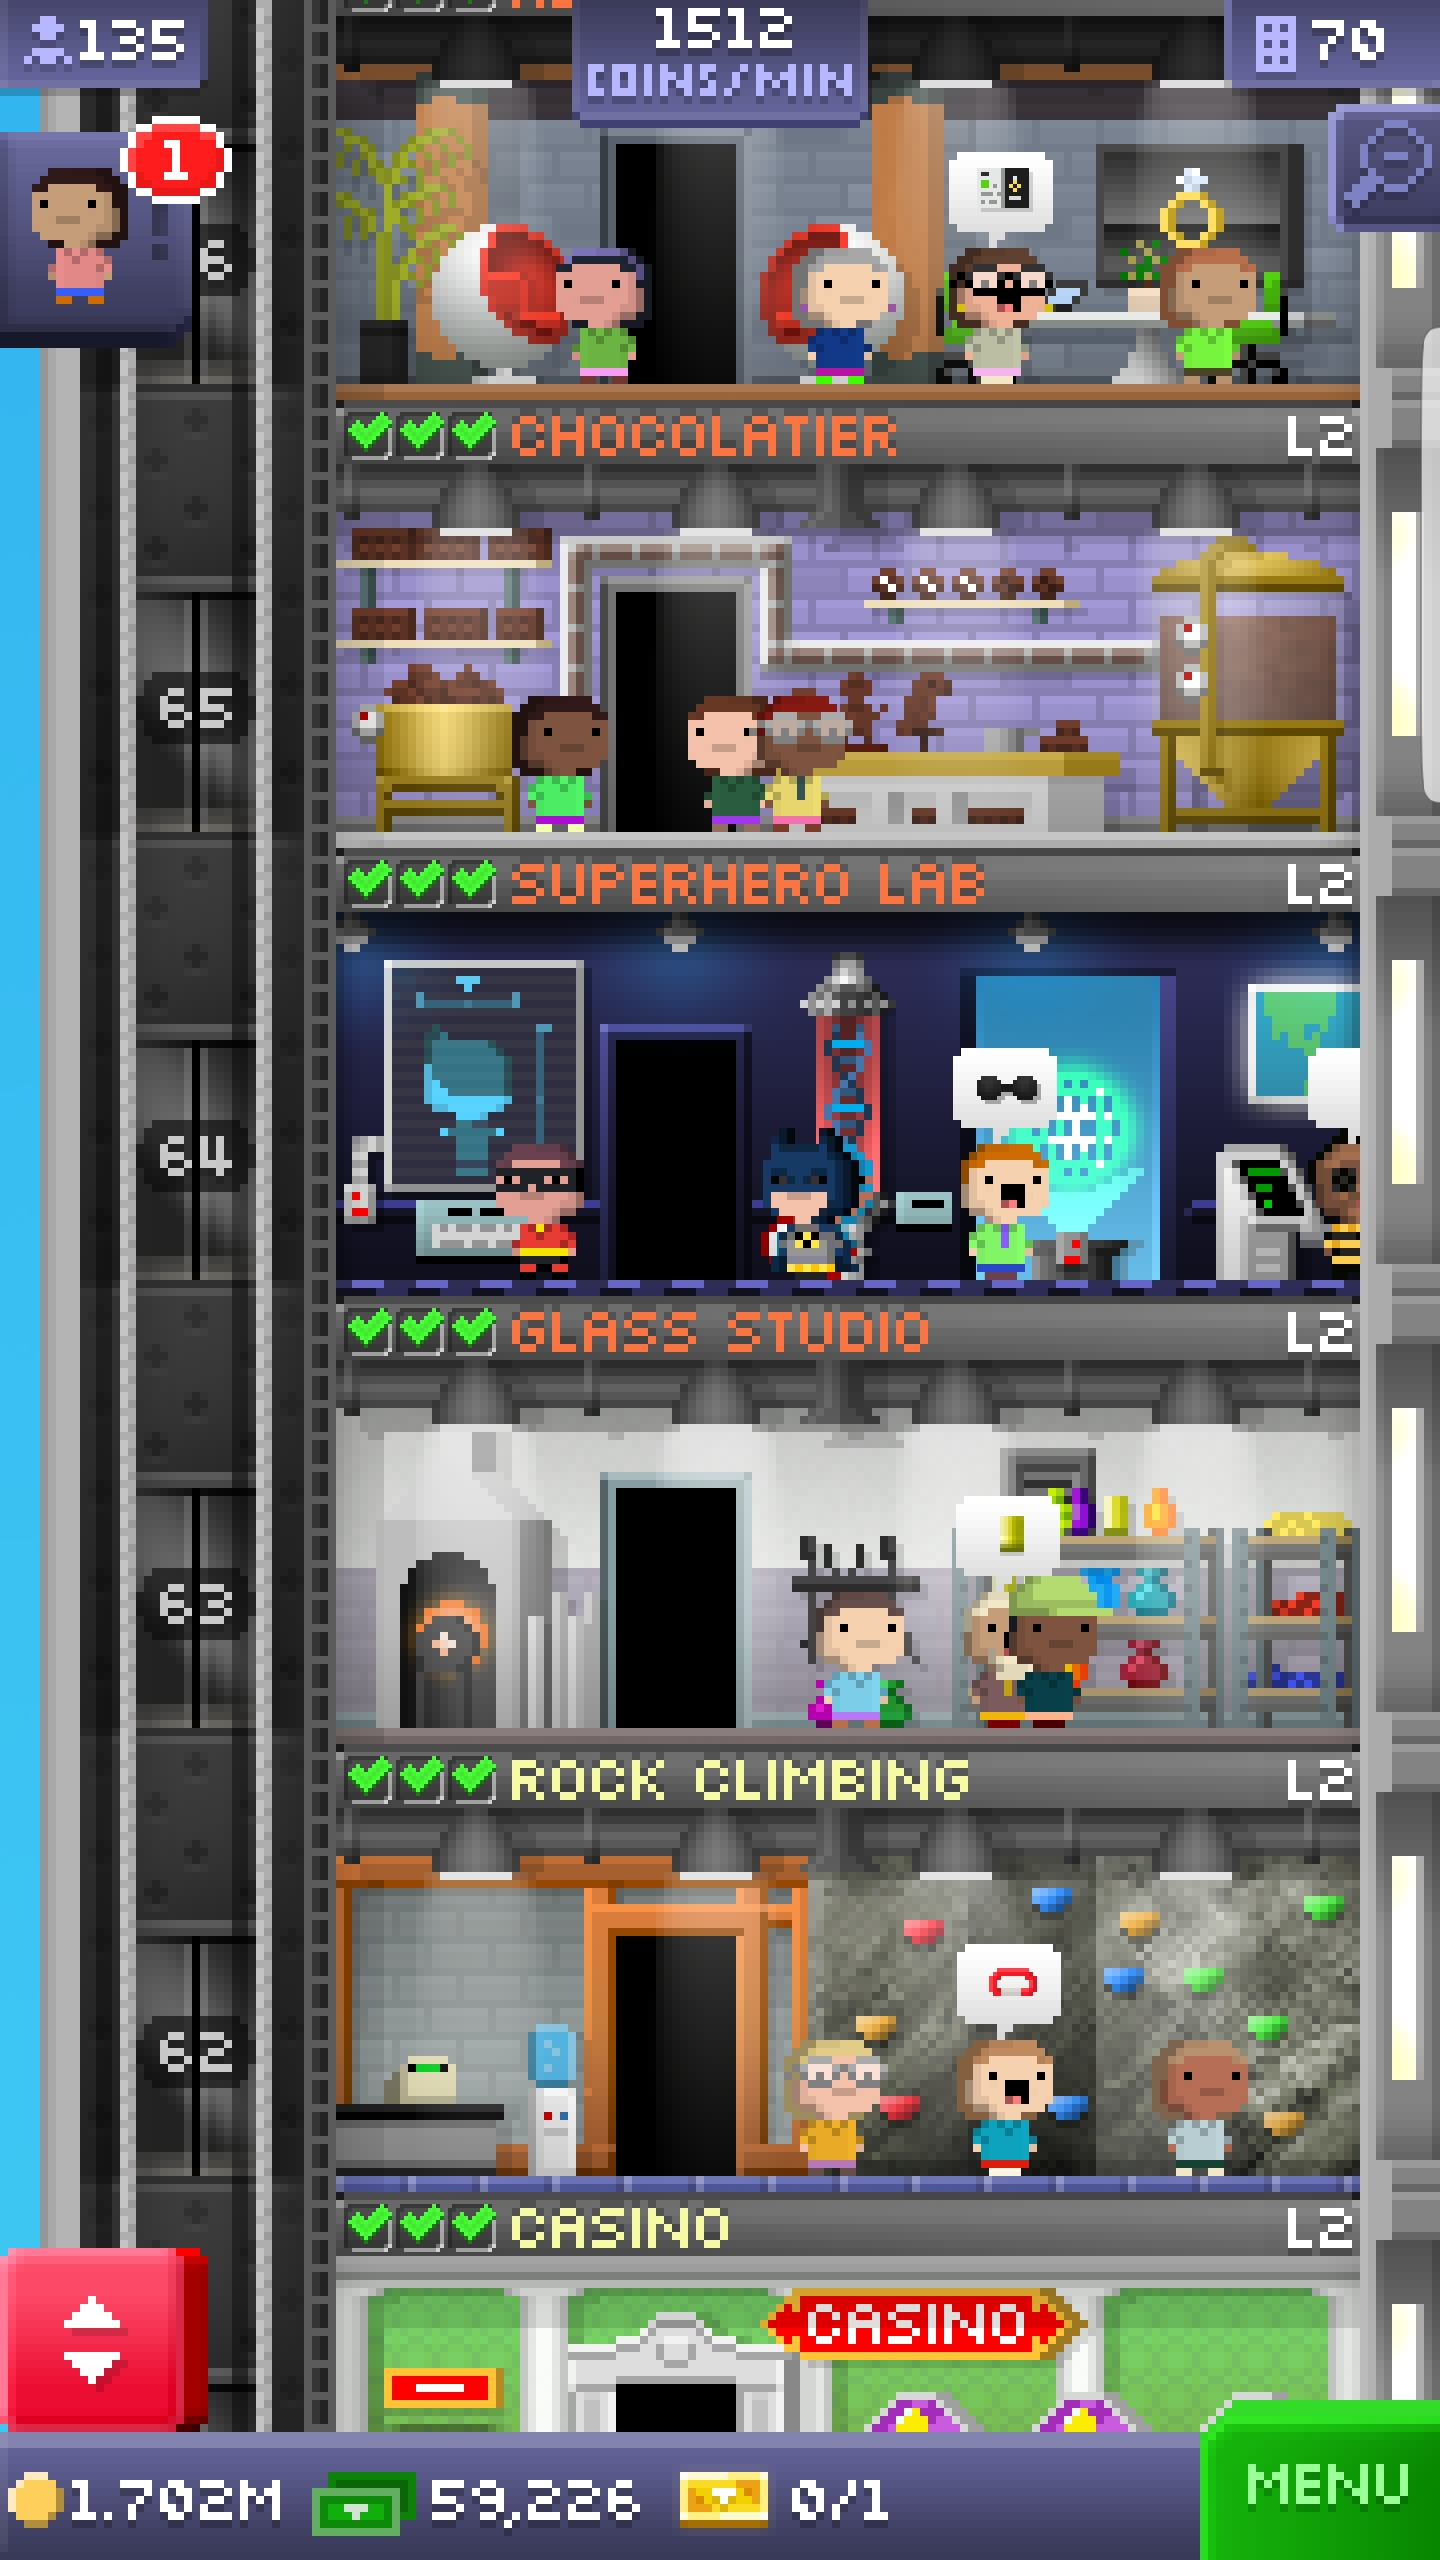 135
1512
COINS/MIN
70
1
6
CHOCOLATIER L2
65
SUPERHERO LAB L2
64
GLASS STUDIO L2
63
ROCK CLIMBING L2
62
CASINO L2
CASINO
1.702M 59,226 0/1
MENU